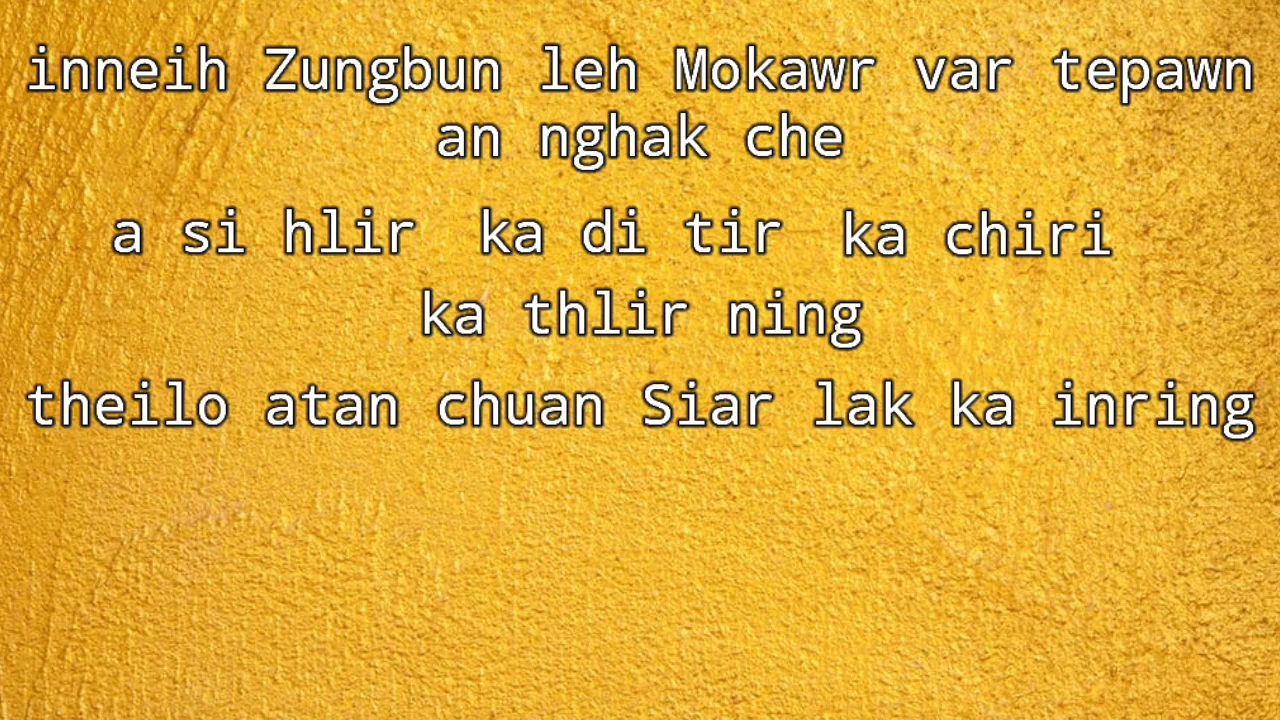 inneih Zungbun leh Mokawr var tepawn
an nghak che
a si hlir ka di tir ka chiri
ka thlir ning
theilo atan chuan Siar lak ka inring